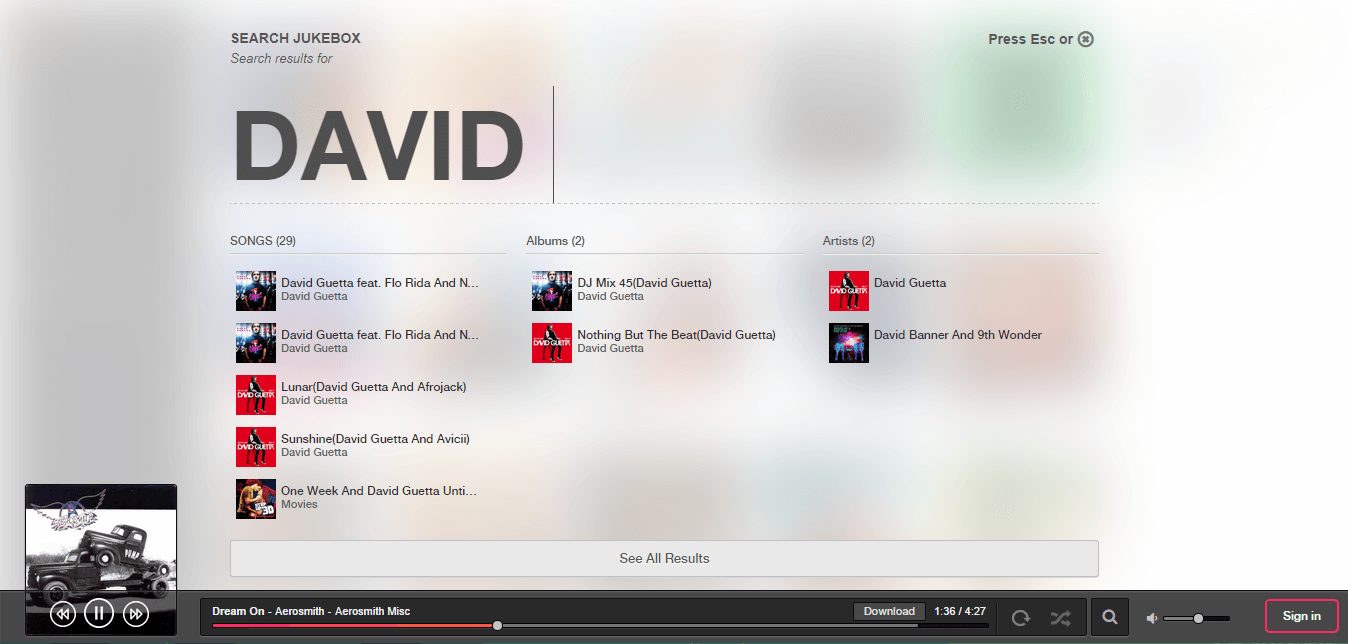 SEARCH JUKEBOX
Press Esc or
Search results for
DAVID
SONGS (29)
David Guetta feat. Flo Rida And N...
David Guetta
David Guetta feat. Flo Rida And N...
David Guetta
Lunar(David Guetta And Afrojack)
David Guetta
Sunshine(David Guetta And Avicii)
David Guetta
One Week And David Guetta Unti...
Movies
Albums (2)
DJ Mix 45(David Guetta)
David Guetta
Nothing But The Beat(David Guetta)
David Guetta
Artists (2)
David Guetta
David Banner And 9th Wonder
See All Results
Dream On - Aerosmith - Aerosmith Misc
Download
1:36 / 4:27
Sign in